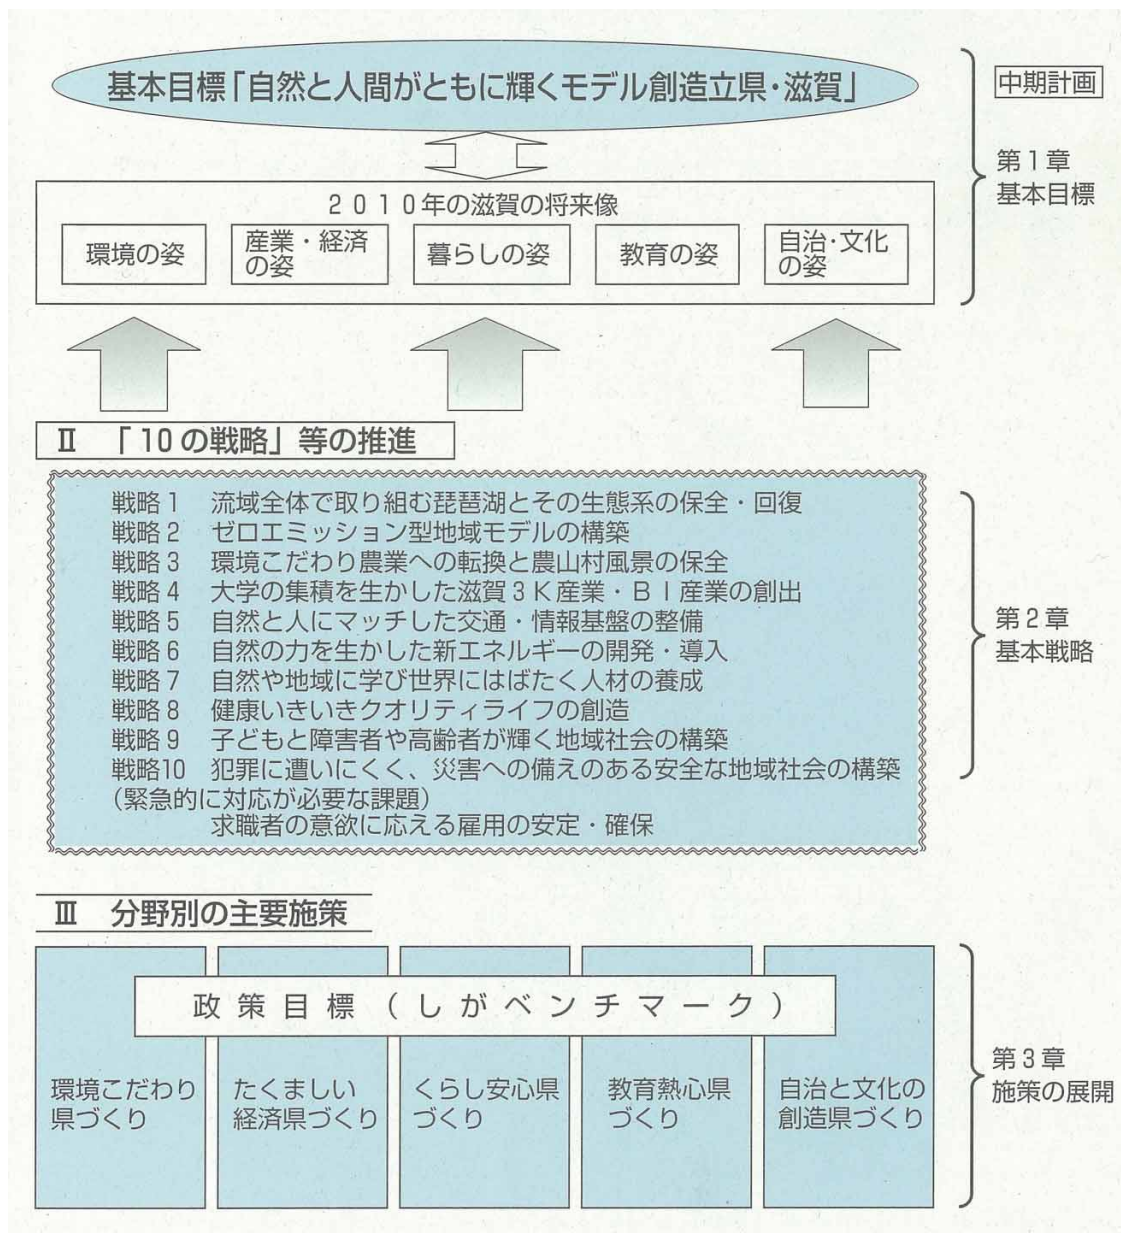 基本目標「自然と人間がともに輝くモデル創造立県・滋賀」
中期計画
第1章
基本目標
2010年の滋賀の将来像
環境の姿
産業・経済
の姿
暮らしの姿
教育の姿
自治・文化
の姿
Ⅱ 「10の戦略」等の推進
戦略1 流域全体で取り組む琵琶湖とその生態系の保全・回復
戦略2 ゼロエミッション型地域モデルの構築
戦略3 環境こだわり農業への転換と農山村風景の保全
戦略4 大学の集積を生かした滋賀3K産業・BI産業の創出
戦略5 自然と人にマッチした交通・情報基盤の整備
戦略6 自然の力を生かした新エネルギーの開発・導入
戦略7 自然や地域に学び世界にはばたく人材の養成
戦略8 健康いきいきクオリティライフの創造
戦略9 子どもと障害者や高齢者が輝く地域社会の構築
戦略10 犯罪に遭いにくく、災害への備えのある安全な地域社会の構築
(緊急的に対応が必要な課題)
求職者の意欲に応える雇用の安定・確保
第2章
基本戦略
Ⅲ 分野別の主要施策
政策目標(しがベンチマーク)
環境こだわり
県づくり
たくましい
経済県づくり
くらし安心県
づくり
教育熱心県
づくり
自治と文化の
創造県づくり
第3章
施策の展開